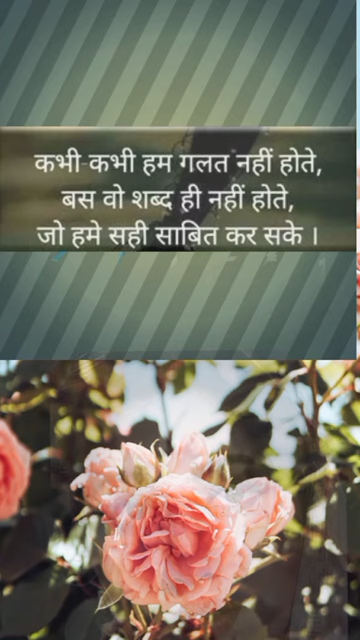 कभी-कभी हम गलत नहीं होते,
बस वो शब्द ही नहीं होते,
जो हमे सही साबित कर सके ।